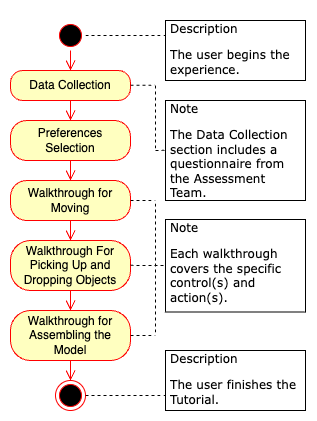 Description
The user begins the
experience.
Data Collection
Note
The Data Collection
section includes a
questionnaire from
the Assessment
Team.
Preferences
Selection
Walkthrough for
Moving
Note
Each walkthrough
covers the specific
control(s) and
action(s).
Walkthrough For
Picking Up and
Dropping Objects
Walkthrough for
Assembling the
Model
Description
The user finishes the
Tutorial.